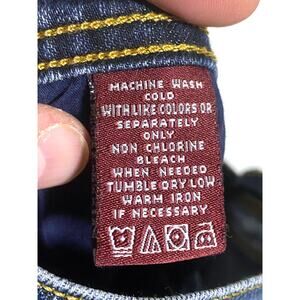 MACHINE WASH
COLD
WITH LIKE COLORS OR
SEPARATELY
ONLY
NON CHLORINE
BLEACH
WHEN NEEDED
TUMBLE DRY LOW
WARM IRON
IF NECESSARY